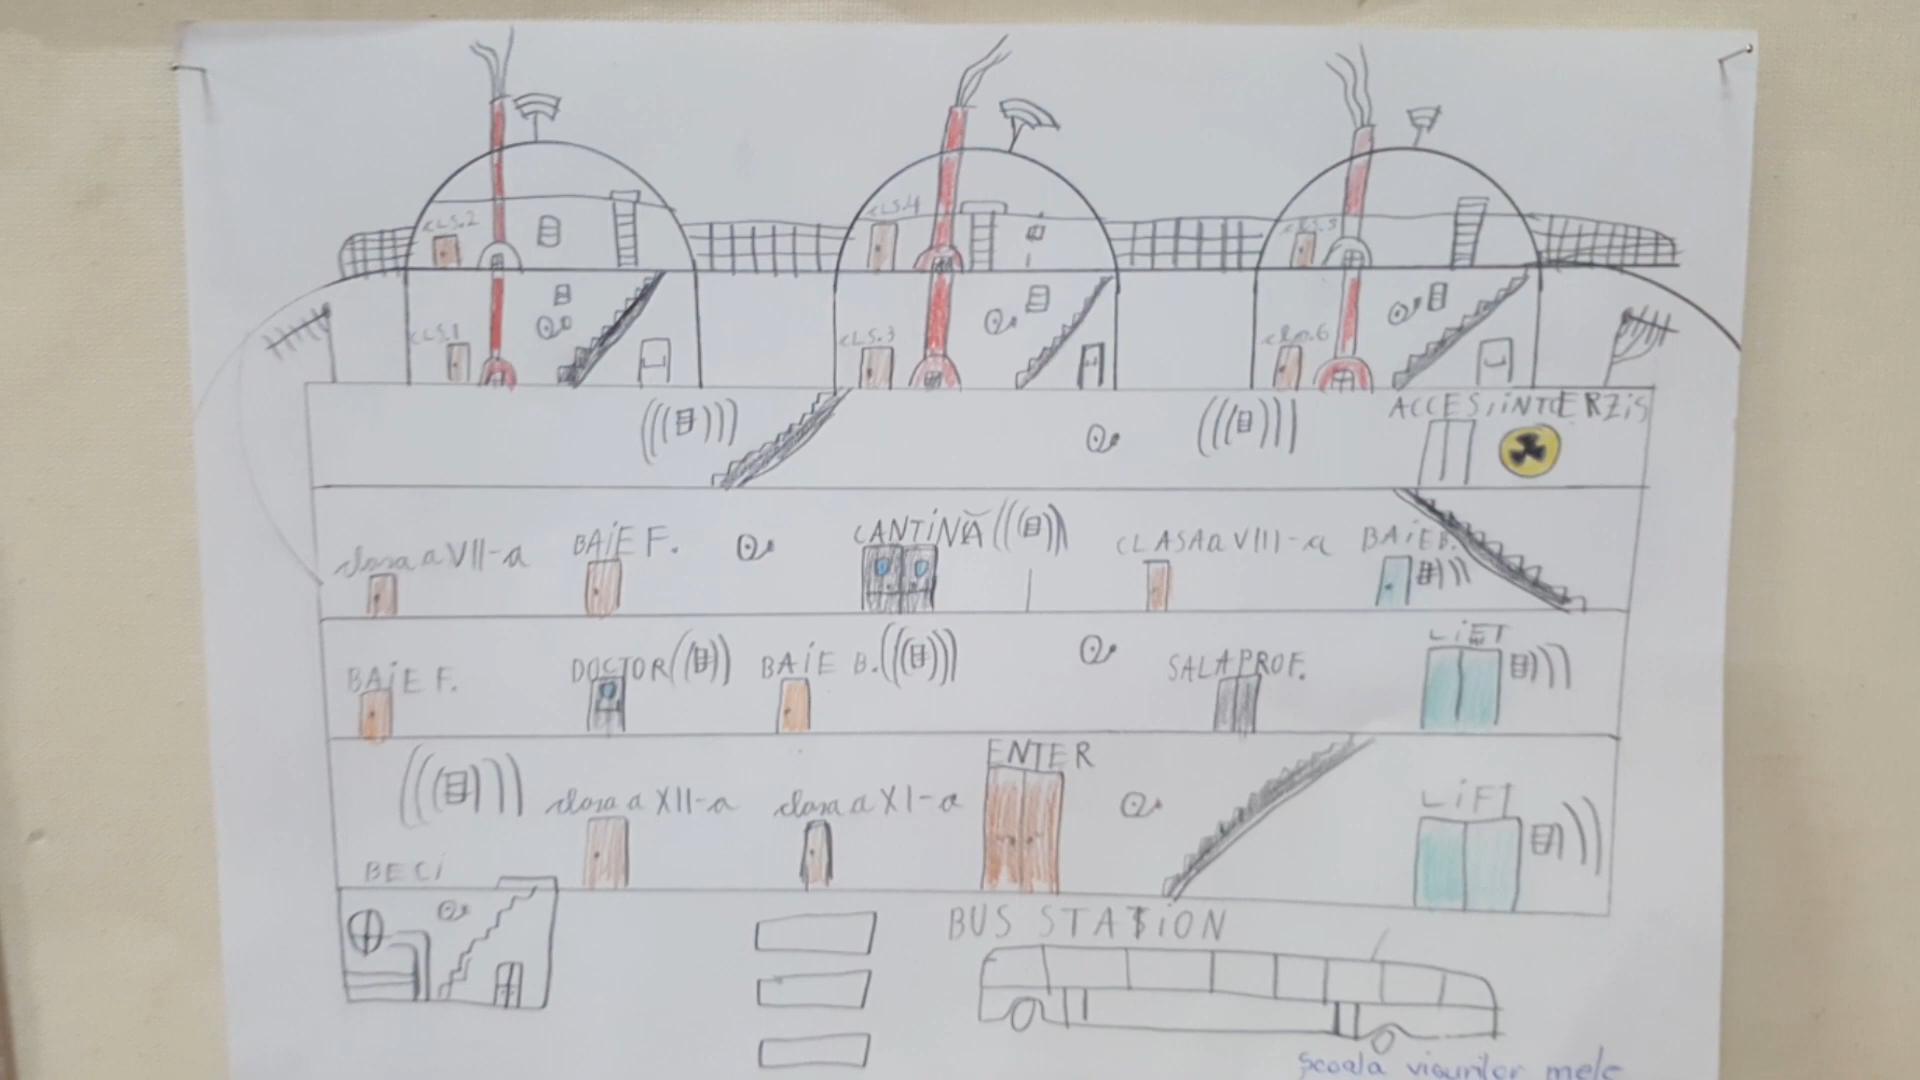 CLS.2
CLS.4
CLS.5
CLS.1
CLS.3
cls.6
ACCES INTERZiS
clasa a VII-a
BAiE F.
CANTiNĂ
CLASA a VIII-a
BAiE B.
BAiE F.
DOCTOR
BAiE B.
SALA PROF.
LiFT
ENTER
clasa a XII-a
clasa a XI-a
LiFT
BECi
BUS STATiON
Școala visurilor mele